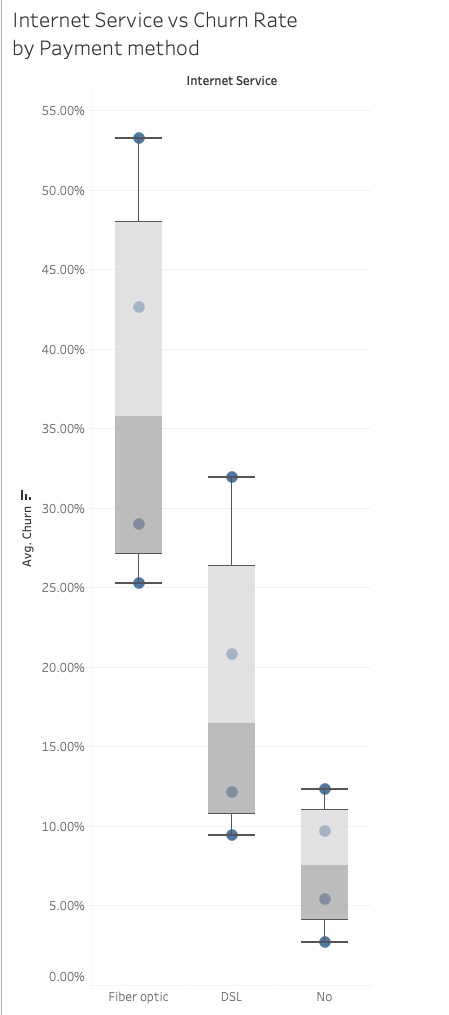 Internet Service vs Churn Rate
by Payment method
Internet Service
55.00%
50.00%
45.00%
40.00%
35.00%
30.00%
25.00%
20.00%
15.00%
10.00%
5.00%
0.00%
Avg. Churn
Fiber optic
DSL
No